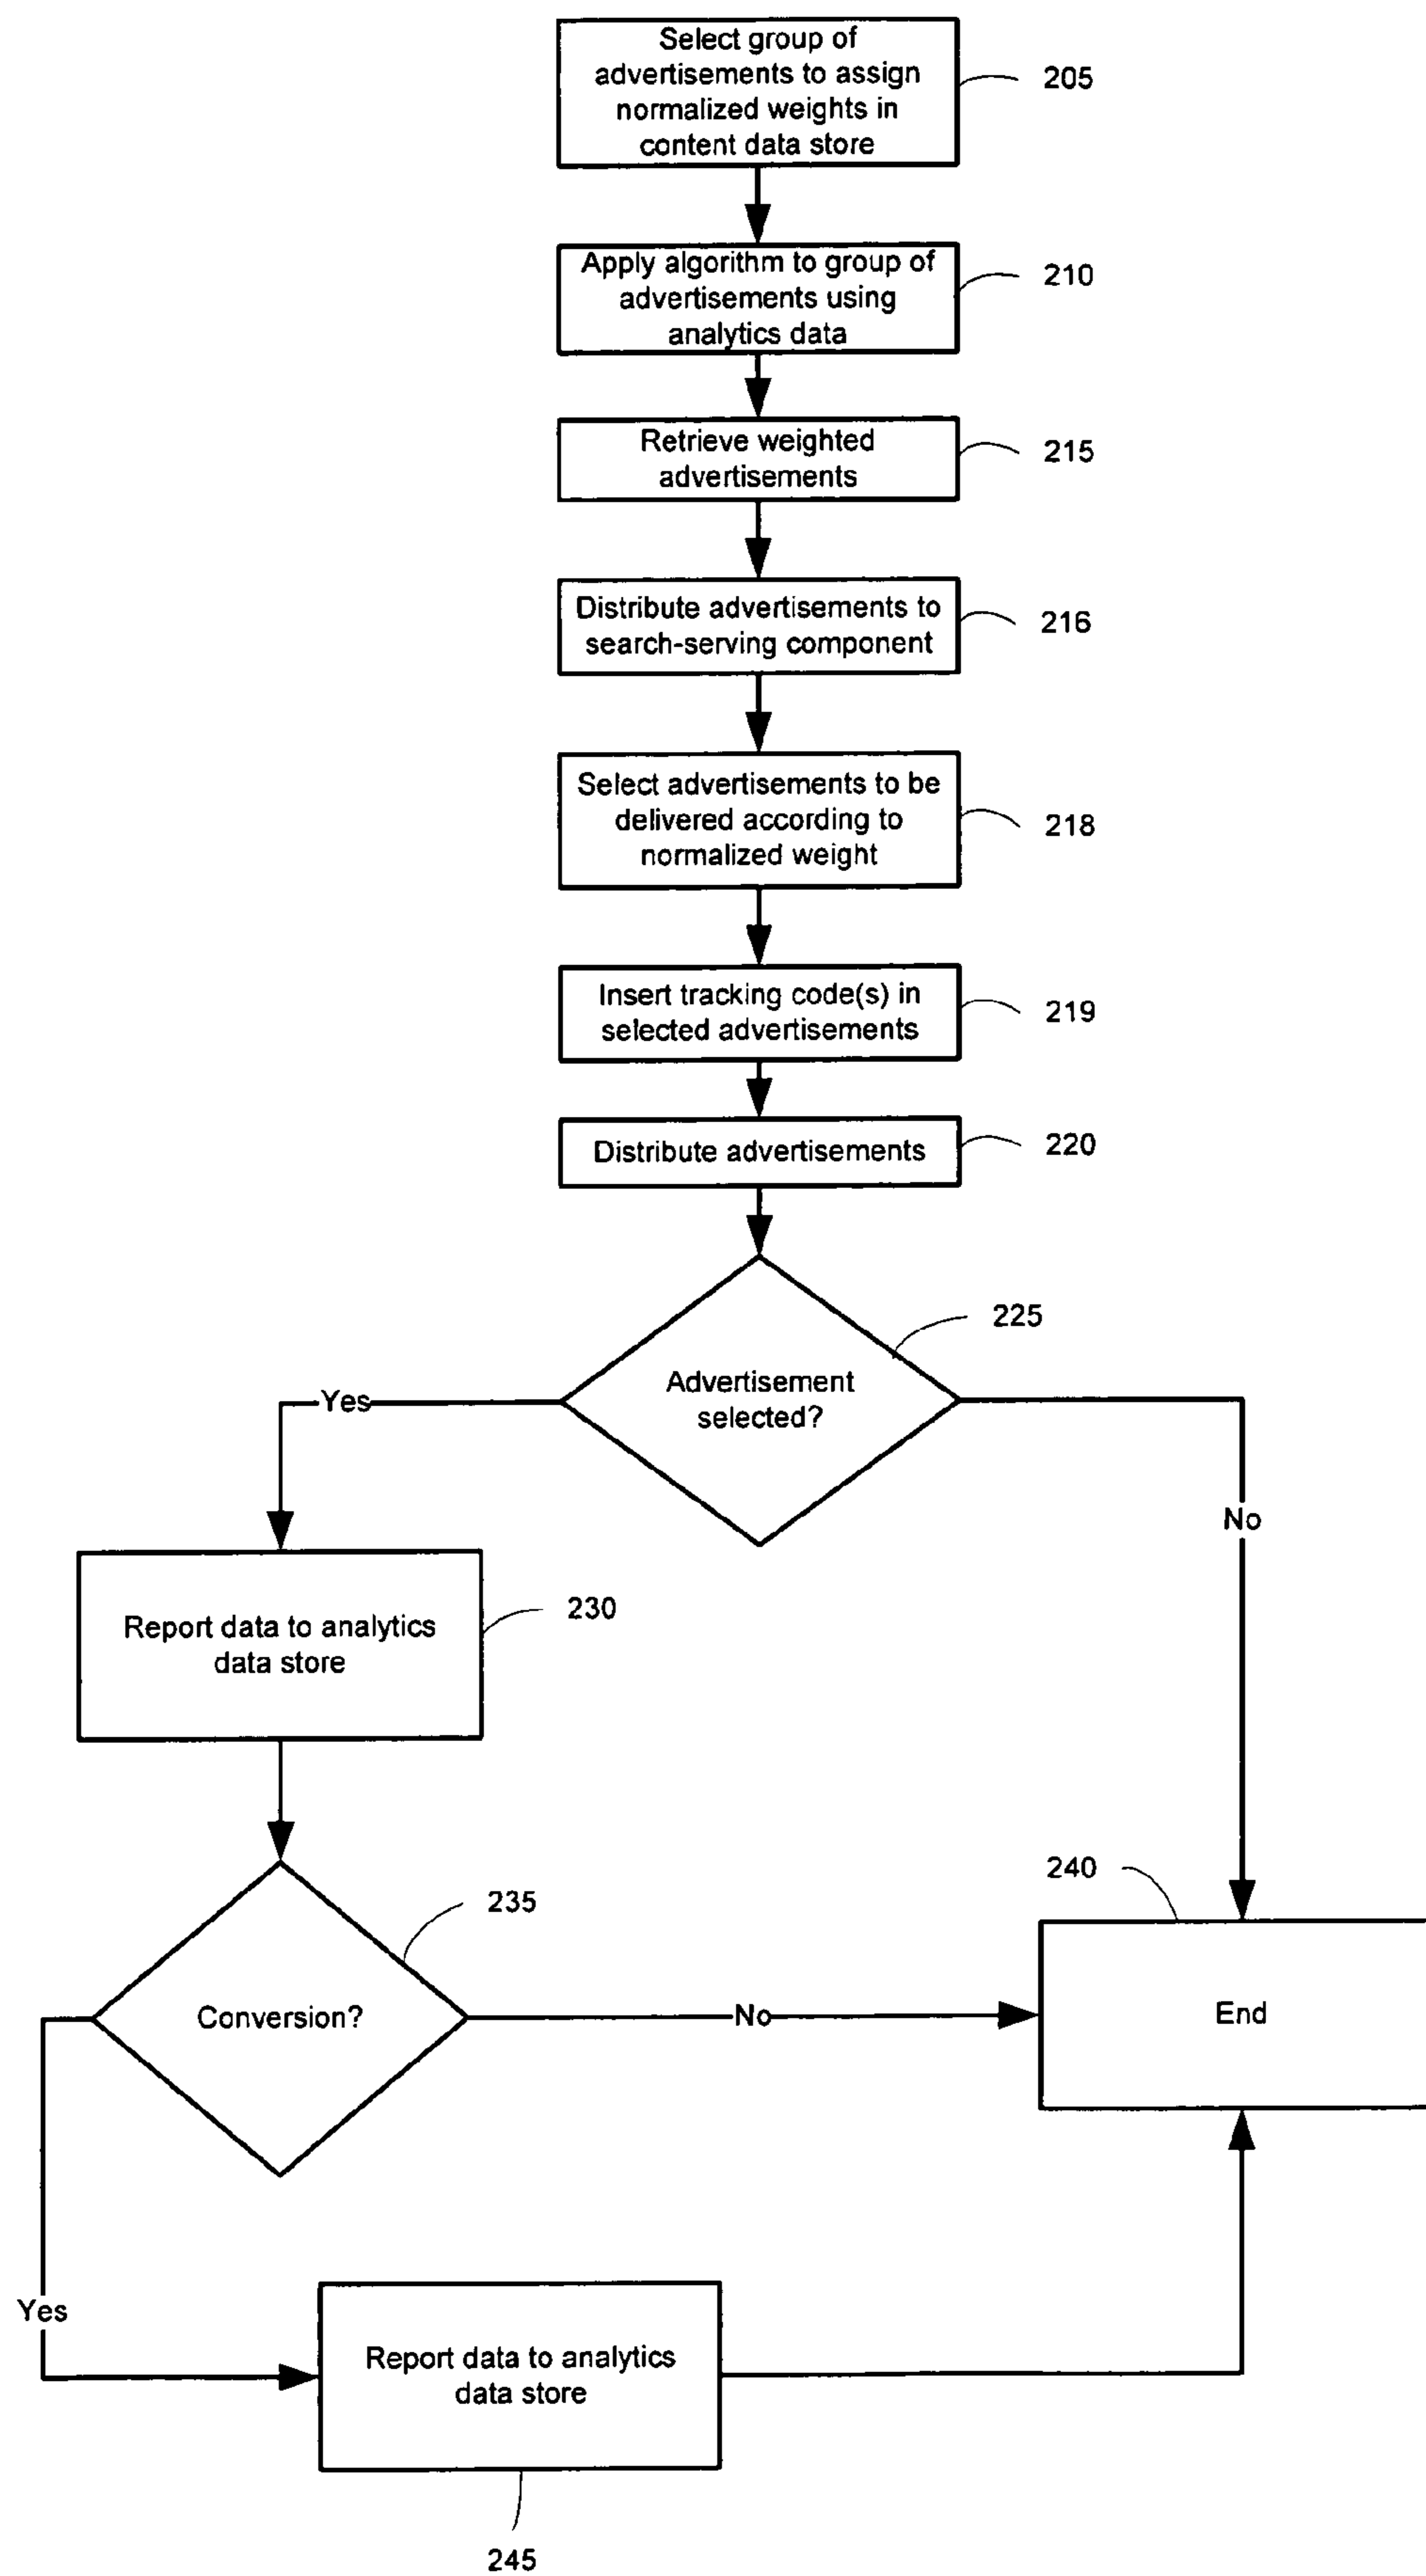 Select group of
advertisements to assign
normalized weights in
content data store
205
Apply algorithm to group of
advertisements using
analytics data
210
Retrieve weighted
advertisements
215
Distribute advertisements to
search-serving component
216
Select advertisements to be
delivered according to
normalized weight
218
Insert tracking code(s) in
selected advertisements
219
Distribute advertisements
220
225
Advertisement
selected?
Yes
No
Report data to analytics
data store
230
235
Conversion?
No
240
End
Yes
Report data to analytics
data store
245